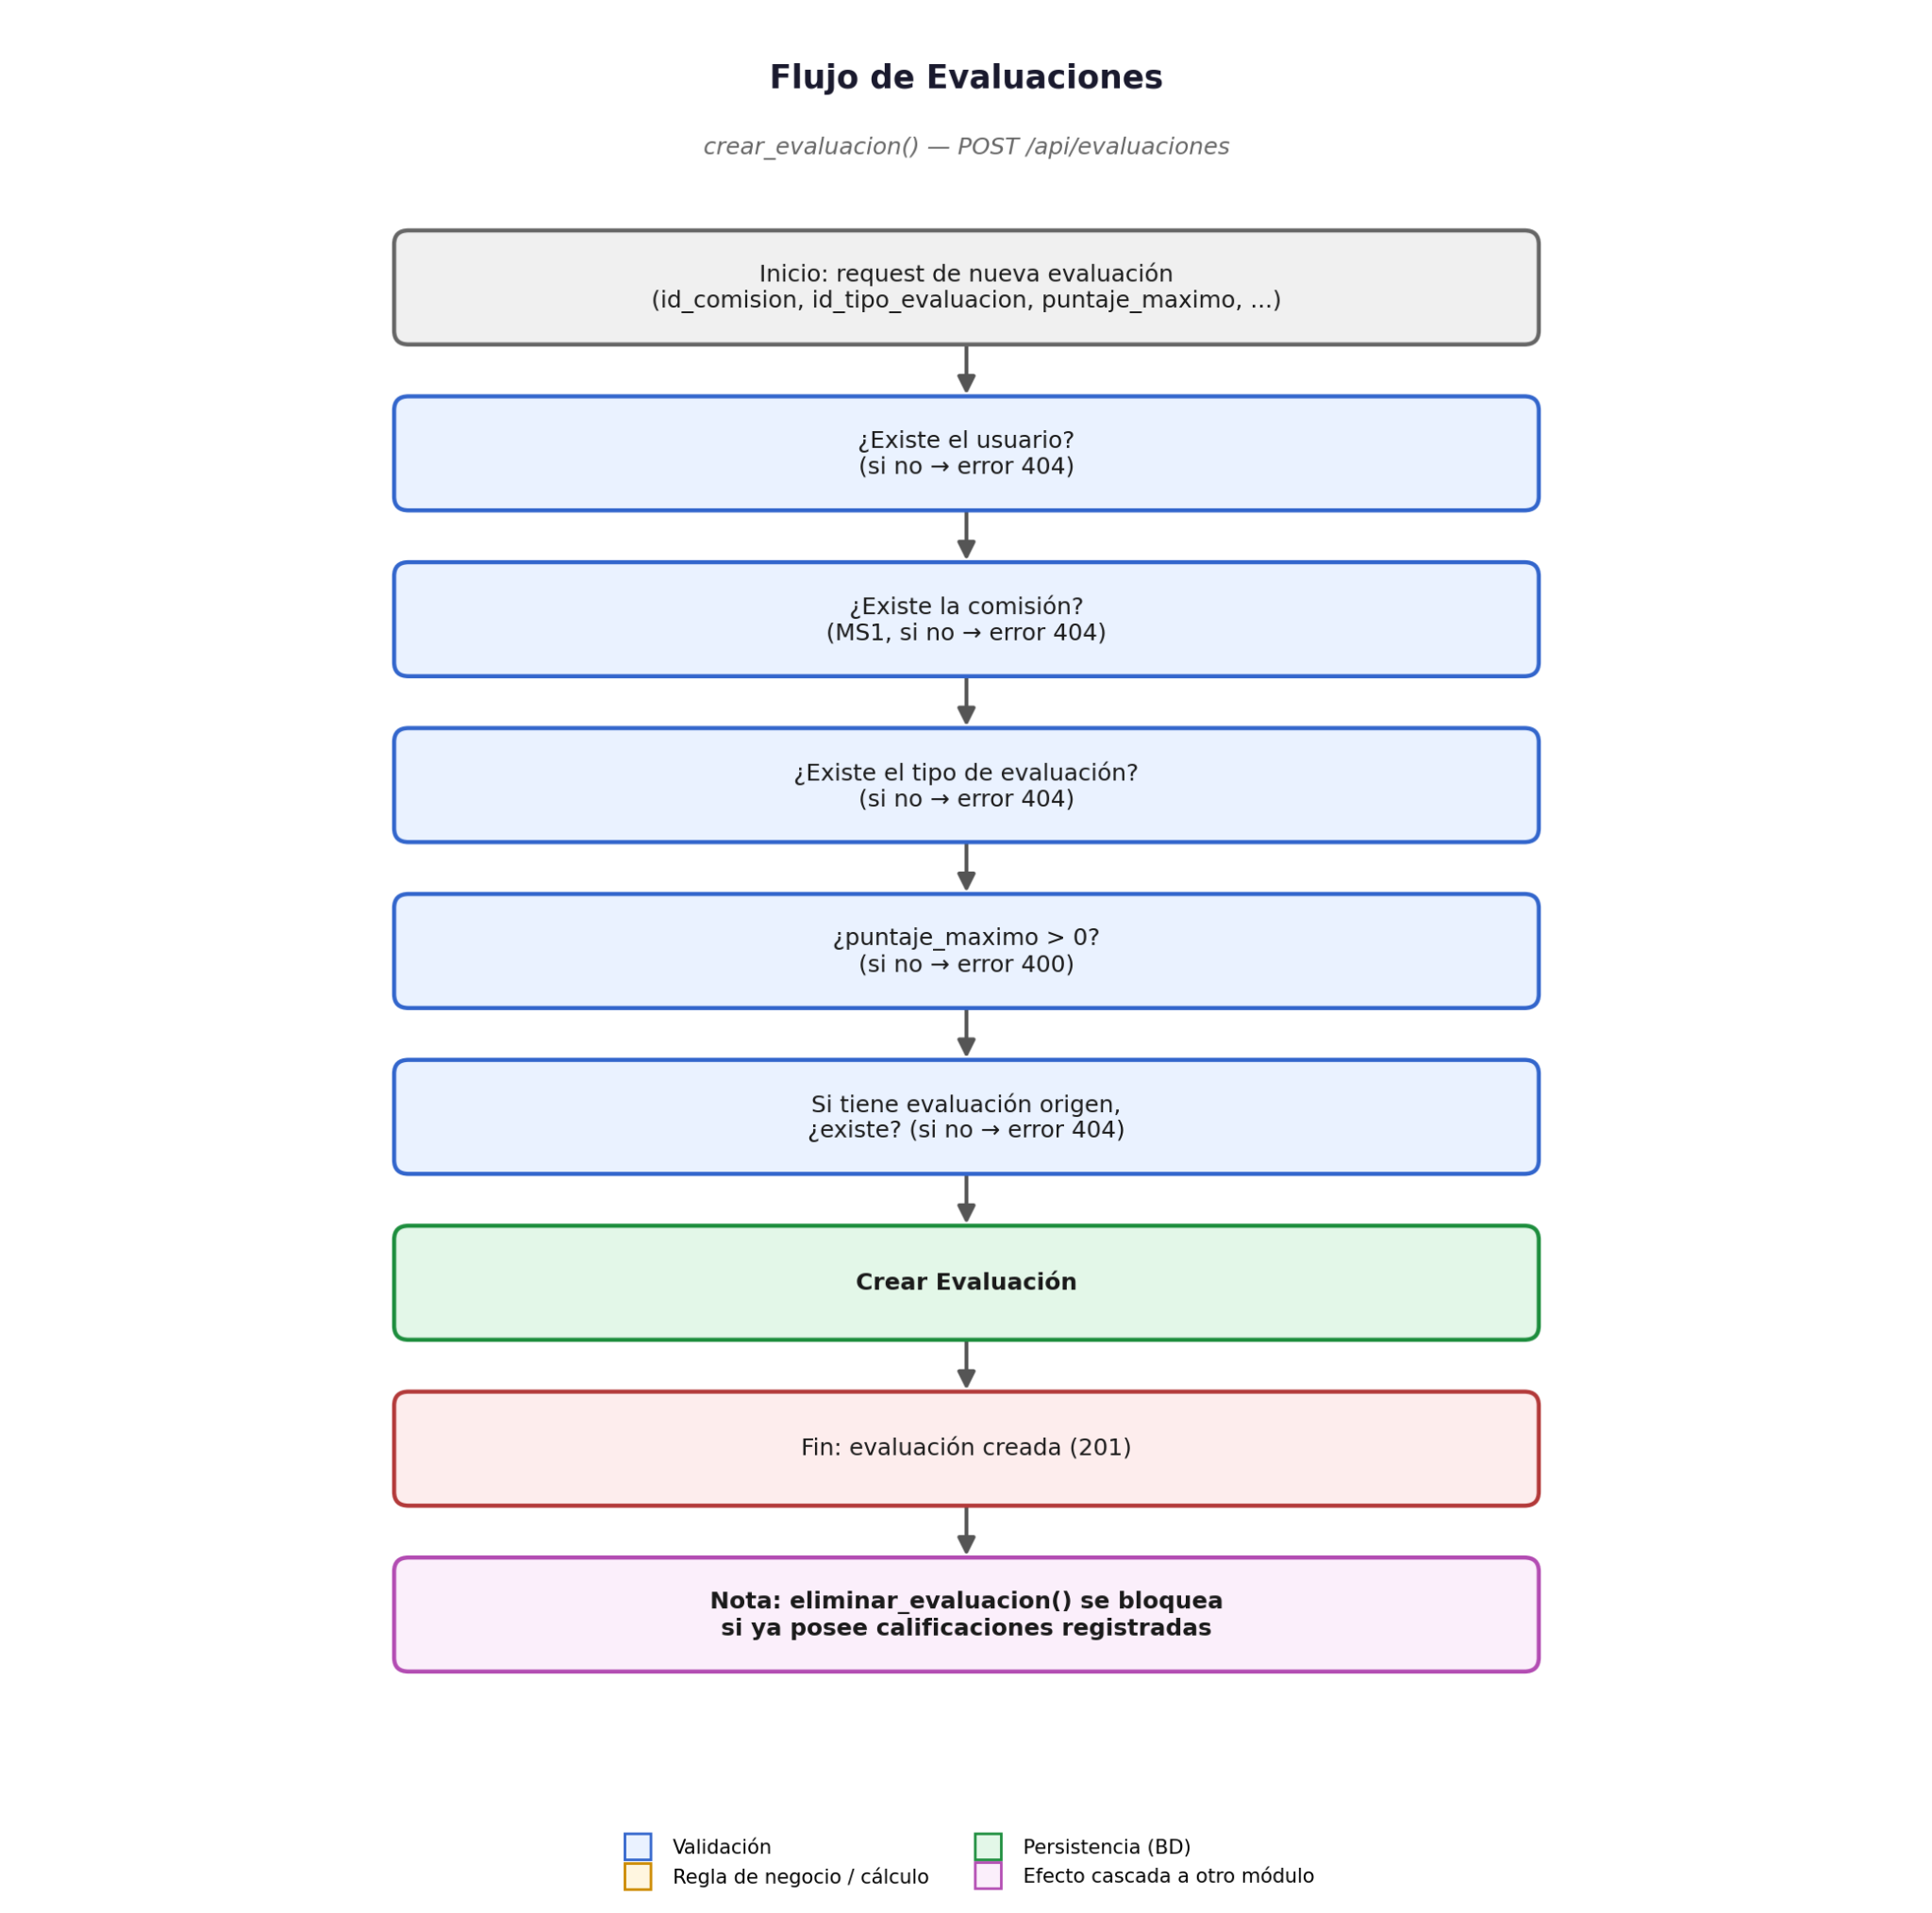 Flujo de Evaluaciones
crear_evaluacion() — POST /api/evaluaciones
Inicio: request de nueva evaluación
(id_comision, id_tipo_evaluacion, puntaje_maximo, ...)
¿Existe el usuario?
(si no → error 404)
¿Existe la comisión?
(MS1, si no → error 404)
¿Existe el tipo de evaluación?
(si no → error 404)
¿puntaje_maximo > 0?
(si no → error 400)
Si tiene evaluación origen,
¿existe? (si no → error 404)
Crear Evaluación
Fin: evaluación creada (201)
Nota: eliminar_evaluacion() se bloquea
si ya posee calificaciones registradas
Validación
Regla de negocio / cálculo
Persistencia (BD)
Efecto cascada a otro módulo